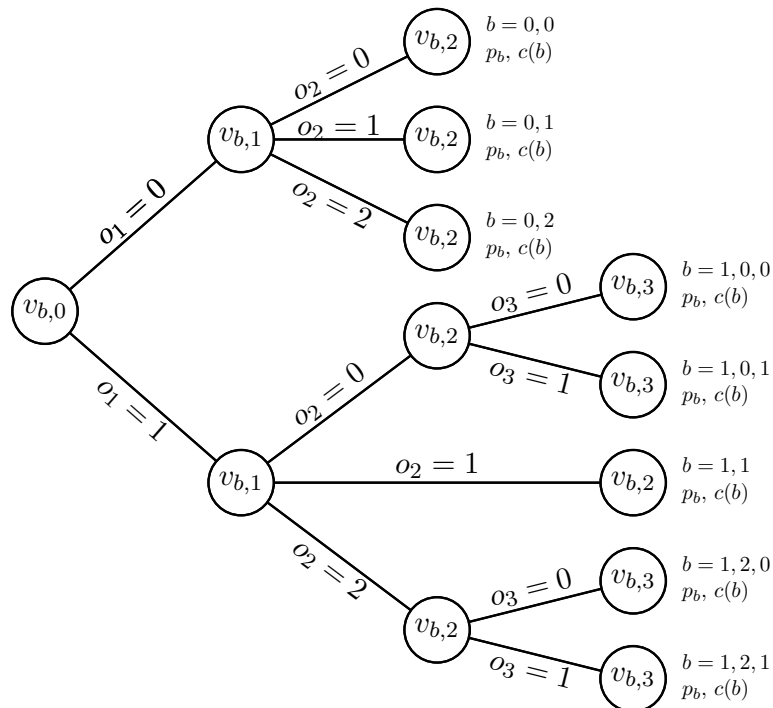 $v_{b,2}$
$b = 0, 0$
$p_b$, $c(b)$
$o_2 = 0$
$v_{b,1}$
$o_2 = 1$
$v_{b,2}$
$b = 0, 1$
$p_b$, $c(b)$
$o_2 = 2$
$o_1 = 0$
$v_{b,2}$
$b = 0, 2$
$p_b$, $c(b)$
$v_{b,0}$
$o_3 = 0$
$v_{b,3}$
$b = 1, 0, 0$
$p_b$, $c(b)$
$v_{b,2}$
$o_3 = 1$
$v_{b,3}$
$b = 1, 0, 1$
$p_b$, $c(b)$
$o_1 = 1$
$o_2 = 0$
$v_{b,1}$
$o_2 = 1$
$v_{b,2}$
$b = 1, 1$
$p_b$, $c(b)$
$o_2 = 2$
$o_3 = 0$
$v_{b,3}$
$b = 1, 2, 0$
$p_b$, $c(b)$
$v_{b,2}$
$o_3 = 1$
$v_{b,3}$
$b = 1, 2, 1$
$p_b$, $c(b)$